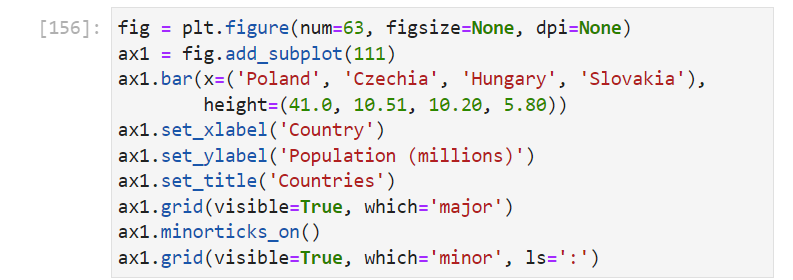 [156]: fig = plt.figure(num=63, figsize=None, dpi=None)
ax1 = fig.add_subplot(111)
ax1.bar(x=('Poland', 'Czechia', 'Hungary', 'Slovakia'),
        height=(41.0, 10.51, 10.20, 5.80))
ax1.set_xlabel('Country')
ax1.set_ylabel('Population (millions)')
ax1.set_title('Countries')
ax1.grid(visible=True, which='major')
ax1.minorticks_on()
ax1.grid(visible=True, which='minor', ls=':')